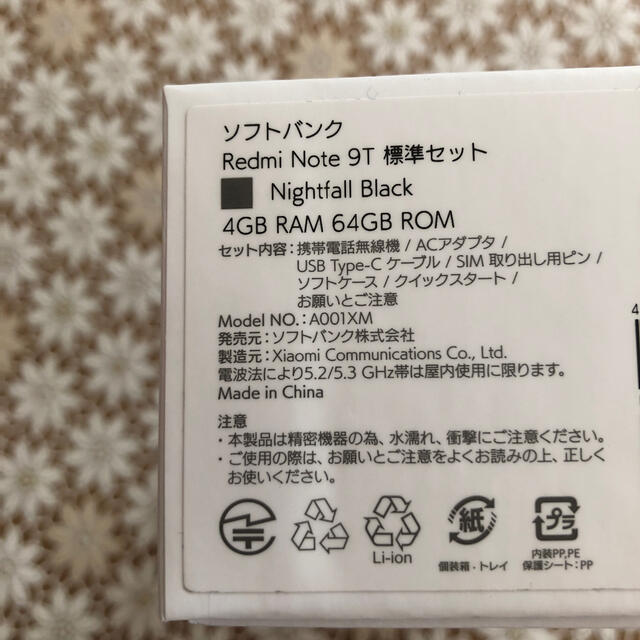 ソフトバンク
Redmi Note 9T 標準セット
Nightfall Black
4GB RAM 64GB ROM
セット内容：携帯電話無線機 / ACアダプタ /
USB Type-C ケーブル / SIM 取り出し用ピン /
ソフトケース / クイックスタート /
お願いとご注意
Model NO.：A001XM
発売元：ソフトバンク株式会社
製造元：Xiaomi Communications Co., Ltd.
電波法により5.2/5.3 GHz帯は屋内使用に限ります。
Made in China
注意
・本製品は精密機器の為、水濡れ、衝撃にご注意ください。
・ご使用の際は、お願いとご注意をよくお読みの上、正しく
お使いください。
Li-ion
紙
個装箱・トレイ
プラ
内装PP,PE
保護シート：PP
4